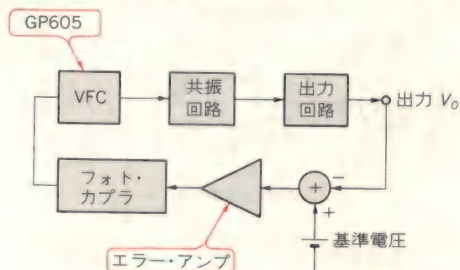 GP605
VFC
共振
回路
出力
回路
出力 Vo
フォト・
カプラ
+
−
+
基準電圧
エラー・アンプ